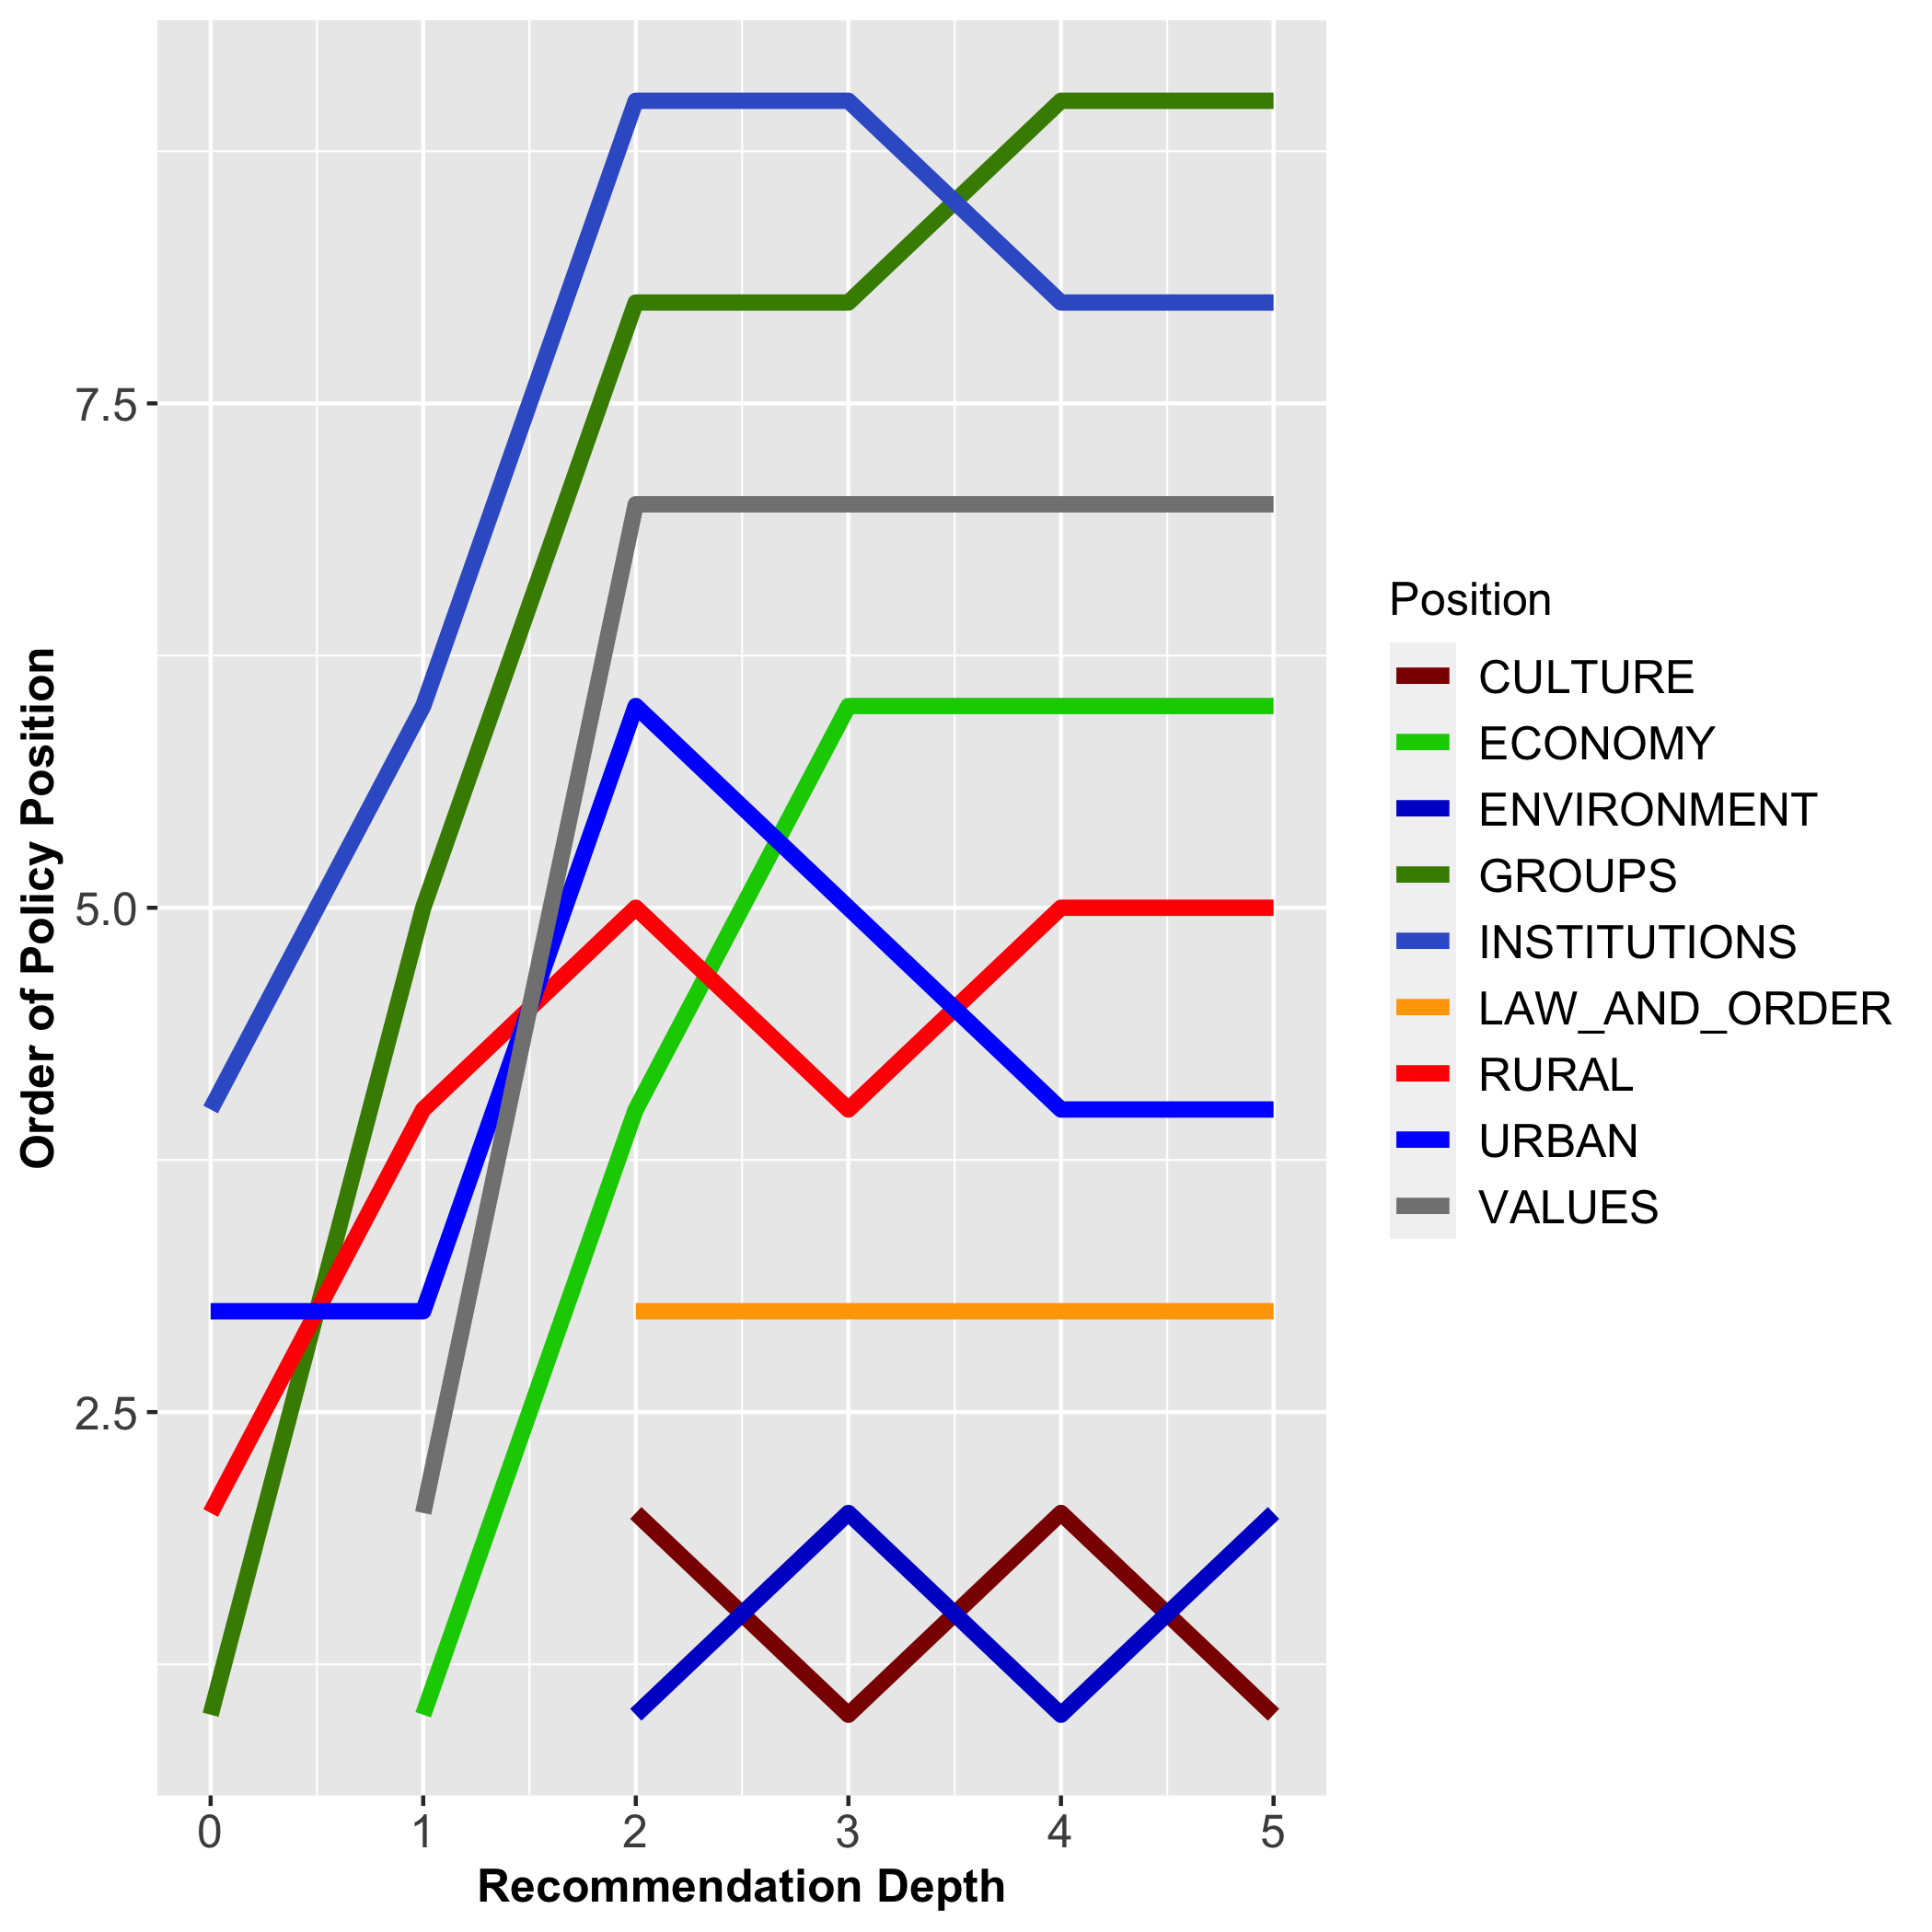 Order of Policy Position
7.5
5.0
2.5
0 1 2 3 4 5
Recommendation Depth
Position
CULTURE
ECONOMY
ENVIRONMENT
GROUPS
INSTITUTIONS
LAW_AND_ORDER
RURAL
URBAN
VALUES